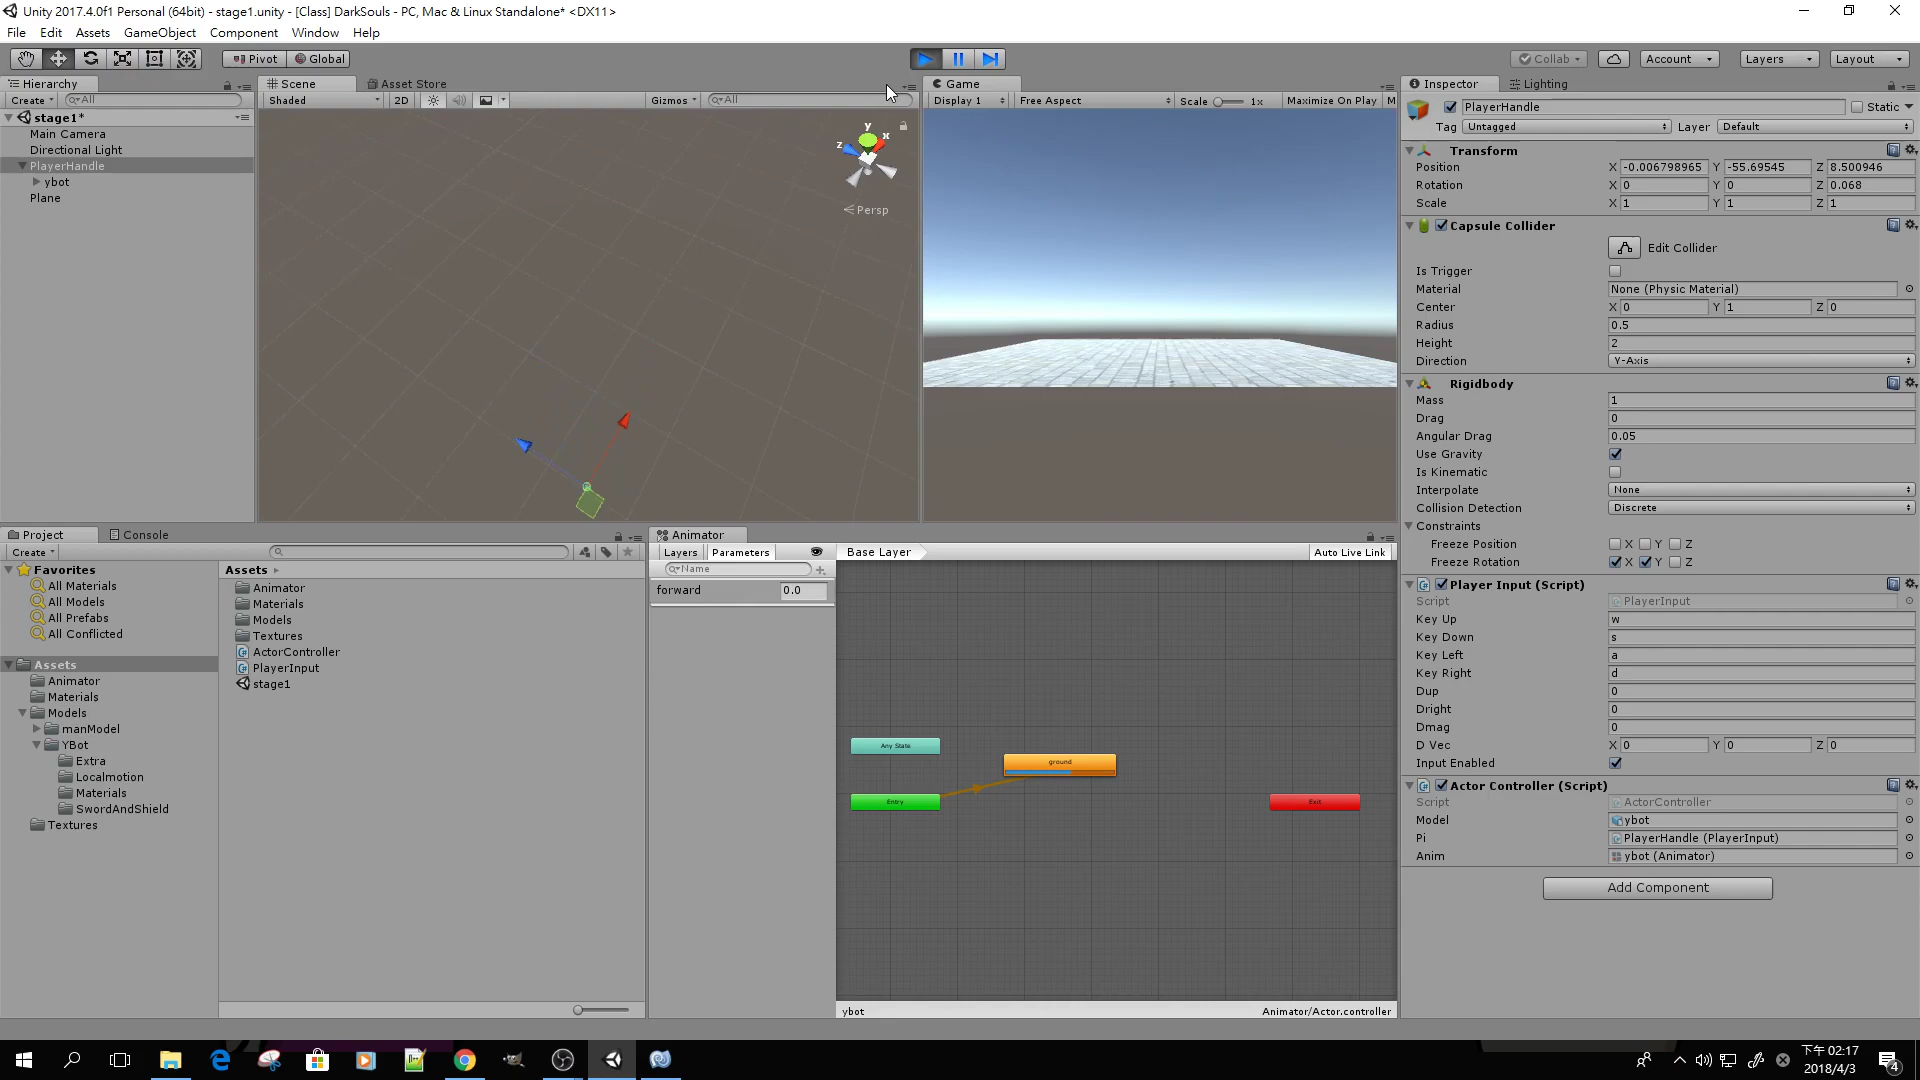 Unity 2017.4.0f1 Personal (64bit) - stage1.unity - [Class] DarkSouls - PC, Mac & Linux Standalone* <DX11>
File Edit Assets GameObject Component Window Help
Pivot Global Collab Account Layers Layout
Hierarchy Scene Asset Store Game Inspector Lighting
Create All Shaded 2D Gizmos All Display 1 Free Aspect Scale 1x Maximize On Play M
PlayerHandle Static
stage1*
Tag Untagged Layer Default
Main Camera
Directional Light
PlayerHandle
ybot
Plane
y
x
z
Persp
Transform
Position X -0.006798965 Y -55.69545 Z 8.500946
Rotation X 0 Y 0 Z 0.068
Scale X 1 Y 1 Z 1
Capsule Collider
Edit Collider
Is Trigger
Material None (Physic Material)
Center X 0 Y 1 Z 0
Radius 0.5
Height 2
Direction Y-Axis
Rigidbody
Mass 1
Drag 0
Angular Drag 0.05
Use Gravity
Is Kinematic
Interpolate None
Collision Detection Discrete
Constraints
Freeze Position X Y Z
Freeze Rotation X Y Z
Player Input (Script)
Script PlayerInput
Key Up w
Key Down s
Key Left a
Key Right d
Dup 0
Dright 0
Dmag 0
D Vec X 0 Y 0 Z 0
Input Enabled
Actor Controller (Script)
Script ActorController
Model ybot
Pi PlayerHandle (PlayerInput)
Anim ybot (Animator)
Add Component
Project Console
Create
Favorites
All Materials
All Models
All Prefabs
All Conflicted
Assets
Animator
Materials
Models
manModel
YBot
Extra
Localmotion
Materials
SwordAndShield
Textures
Assets
Animator
Materials
Models
Textures
ActorController
PlayerInput
stage1
Animator
Layers Parameters Base Layer Auto Live Link
Name
forward 0.0
Any State
ground
Entry
Exit
ybot Animator/Actor.controller
下午 02:17
2018/4/3
4